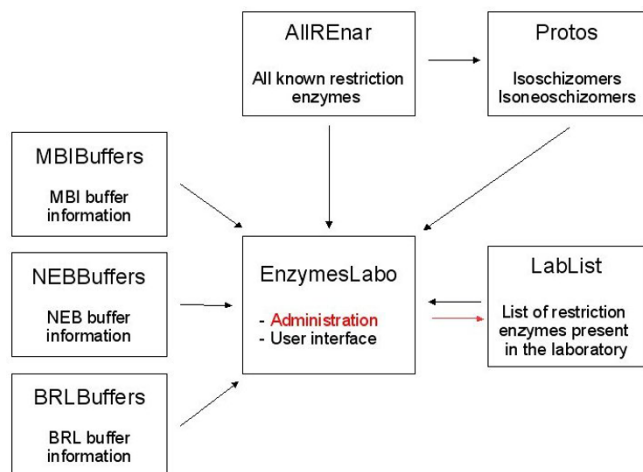 AllREnar
All known restriction
enzymes
Protos
Isoschizomers
Isoneoschizomers
MBIBuffers
MBI buffer
information
NEBBuffers
NEB buffer
information
BRLBuffers
BRL buffer
information
EnzymesLabo
- Administration
- User interface
LabList
List of restriction
enzymes present
in the laboratory